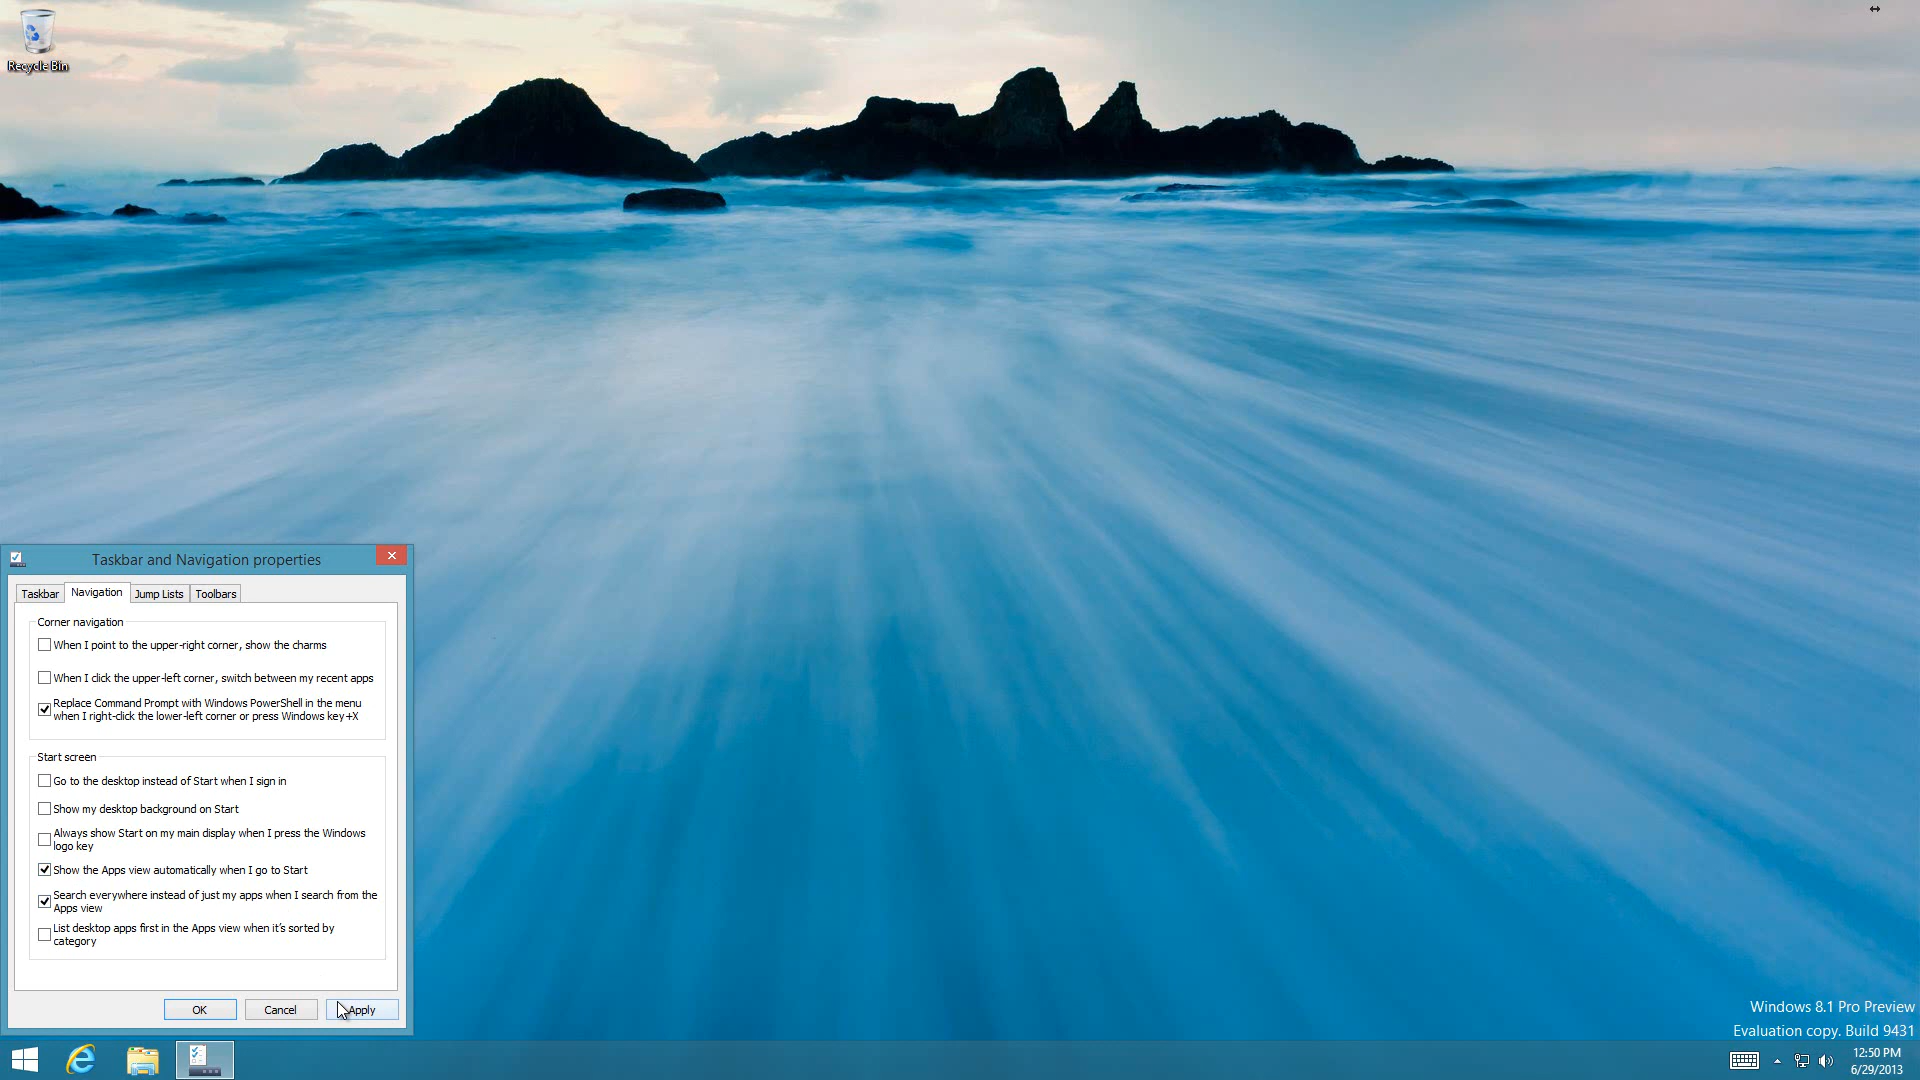 Recycle Bin
Taskbar and Navigation properties
Taskbar
Navigation
Jump Lists
Toolbars
Corner navigation
When I point to the upper-right corner, show the charms
When I click the upper-left corner, switch between my recent apps
Replace Command Prompt with Windows PowerShell in the menu
when I right-click the lower-left corner or press Windows key+X
Start screen
Go to the desktop instead of Start when I sign in
Show my desktop background on Start
Always show Start on my main display when I press the Windows
logo key
Show the Apps view automatically when I go to Start
Search everywhere instead of just my apps when I search from the
Apps view
List desktop apps first in the Apps view when it's sorted by
category
OK
Cancel
Apply
Windows 8.1 Pro Preview
Evaluation copy. Build 9431
12:50 PM
6/29/2013